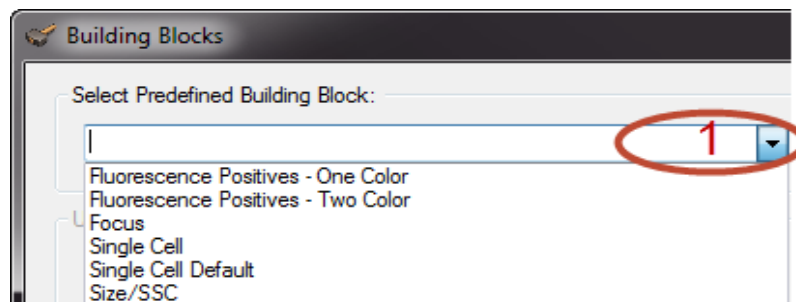 Building Blocks
Select Predefined Building Block:
1
Fluorescence Positives - One Color
Fluorescence Positives - Two Color
Focus
Single Cell
Single Cell Default
Size/SSC